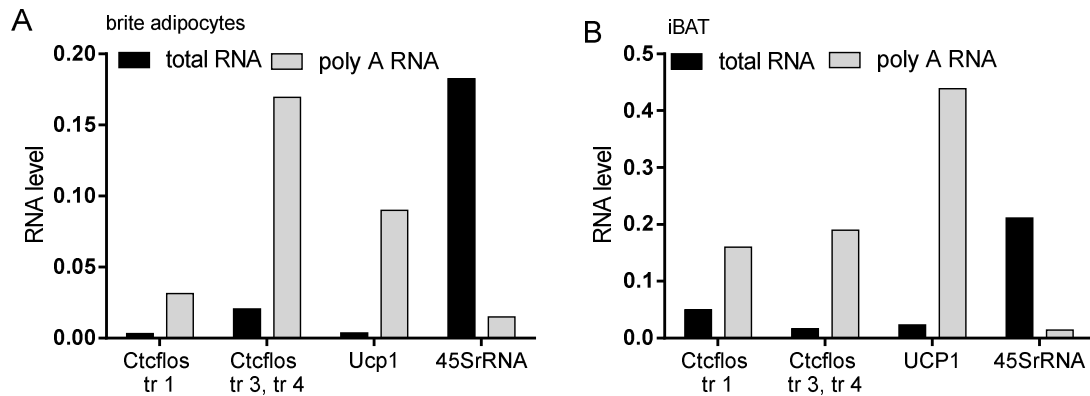 A
brite adipocytes
RNA level
0.20
0.15
0.10
0.05
0.00
total RNA
poly A RNA
Ctcflos
tr 1
Ctcflos
tr 3, tr 4
Ucp1
45SrRNA
B
iBAT
RNA level
0.5
0.4
0.3
0.2
0.1
0.0
total RNA
poly A RNA
Ctcflos
tr 1
Ctcflos
tr 3, tr 4
UCP1
45SrRNA